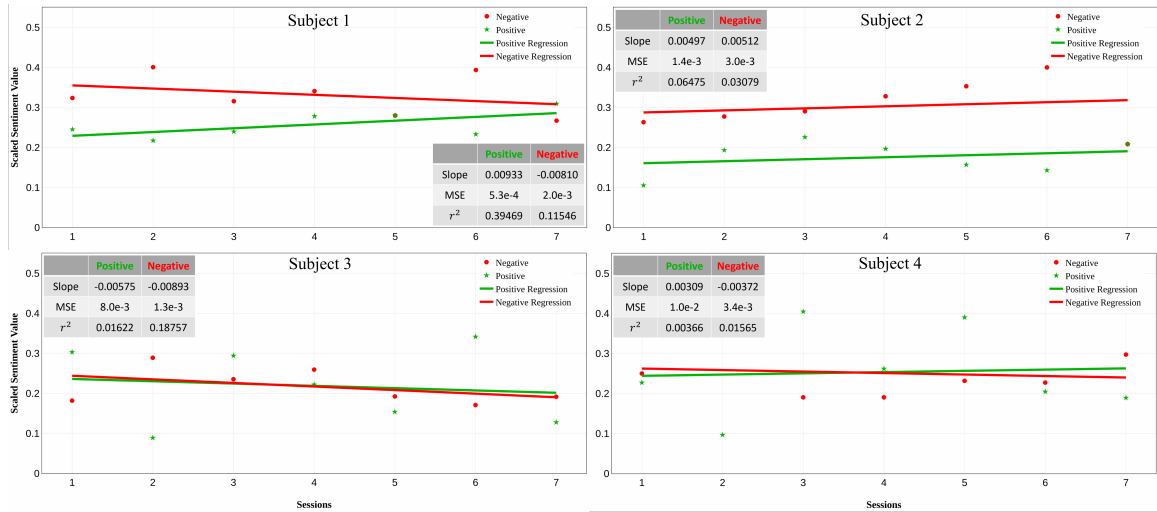 Subject 1
Negative
Positive
Positive Regression
Negative Regression
Scaled Sentiment Value
0.5
0.4
0.3
0.2
0.1
0
Positive Negative
Slope 0.00933 -0.00810
MSE 5.3e-4 2.0e-3
r² 0.39469 0.11546
1 2 3 4 5 6 7
Subject 2
Positive Negative
Slope 0.00497 0.00512
MSE 1.4e-3 3.0e-3
r² 0.06475 0.03079
Negative
Positive
Positive Regression
Negative Regression
0.5
0.4
0.3
0.2
0.1
0
1 2 3 4 5 6 7
Subject 3
Positive Negative
Slope -0.00575 -0.00893
MSE 8.0e-3 1.3e-3
r² 0.01622 0.18757
Negative
Positive
Positive Regression
Negative Regression
Scaled Sentiment Value
0.5
0.4
0.3
0.2
0.1
0
1 2 3 4 5 6 7
Sessions
Subject 4
Positive Negative
Slope 0.00309 -0.00372
MSE 1.0e-2 3.4e-3
r² 0.00366 0.01565
Negative
Positive
Positive Regression
Negative Regression
0.5
0.4
0.3
0.2
0.1
0
1 2 3 4 5 6 7
Sessions